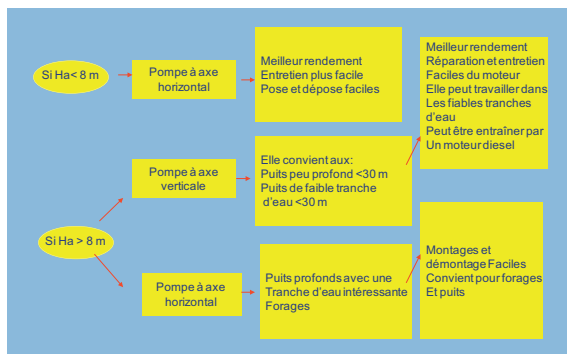 Si Ha< 8 m
Pompe à axe
horizontal
Meilleur rendement
Entretien plus facile
Pose et dépose faciles
Meilleur rendement
Réparation et entretien
Faciles du moteur
Elle peut travailler dans
Les fiables tranches
d'eau
Peut être entraîner par
Un moteur diesel
Pompe à axe
verticale
Elle convient aux:
Puits peu profond <30 m
Puits de faible tranche
d'eau <30 m
Si Ha > 8 m
Pompe à axe
horizontal
Puits profonds avec une
Tranche d'eau intéressante
Forages
Montages et
démontage Faciles
Convient pour forages
Et puits